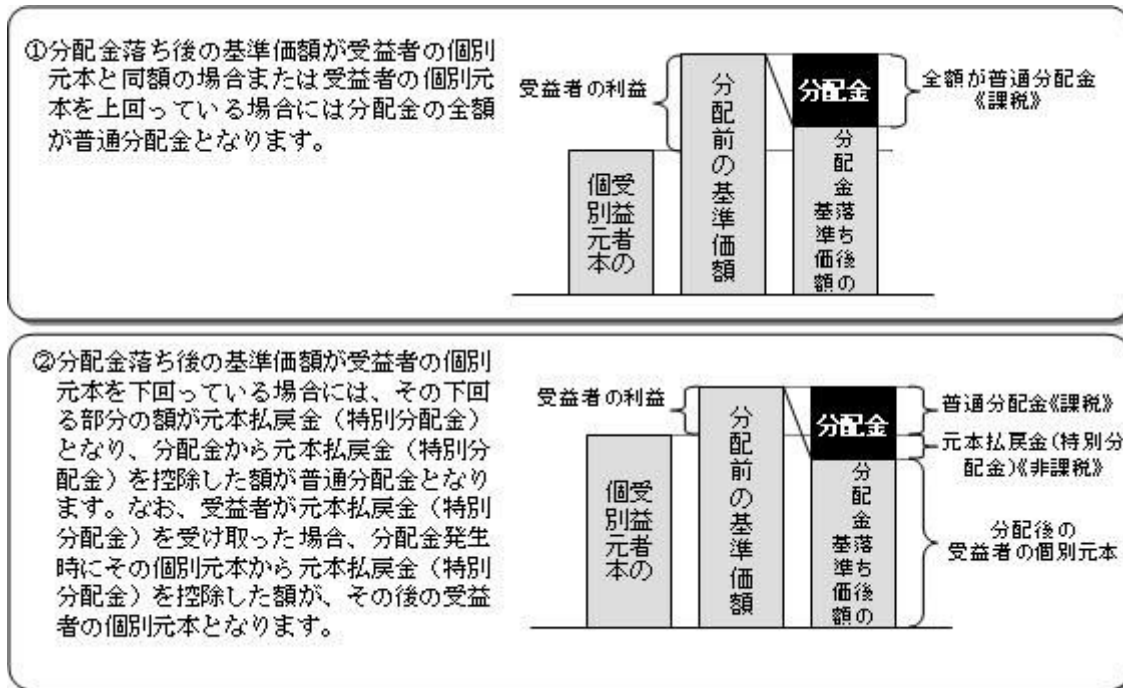 ①分配金落ち後の基準価額が受益者の個別
元本と同額の場合または受益者の個別元
本を上回っている場合には分配金の全額
が普通分配金となります。
受益者の利益
個別元本
受益者の
分配前の基準価額
分配金
分配金
基準価額
落ち後の
全額が普通分配金
《課税》
②分配金落ち後の基準価額が受益者の個別
元本を下回っている場合には、その下回
る部分の額が元本払戻金（特別分配金）
となり、分配金から元本払戻金（特別分
配金）を控除した額が普通分配金となり
ます。なお、受益者が元本払戻金（特別
分配金）を受け取った場合、分配金発生
時にその個別元本から元本払戻金（特別
分配金）を控除した額が、その後の受益
者の個別元本となります。
受益者の利益
個別元本
受益者の
分配前の基準価額
分配金
分配金
基準価額
落ち後の
普通分配金《課税》
元本払戻金(特別分
配金)《非課税》
分配後の
受益者の個別元本